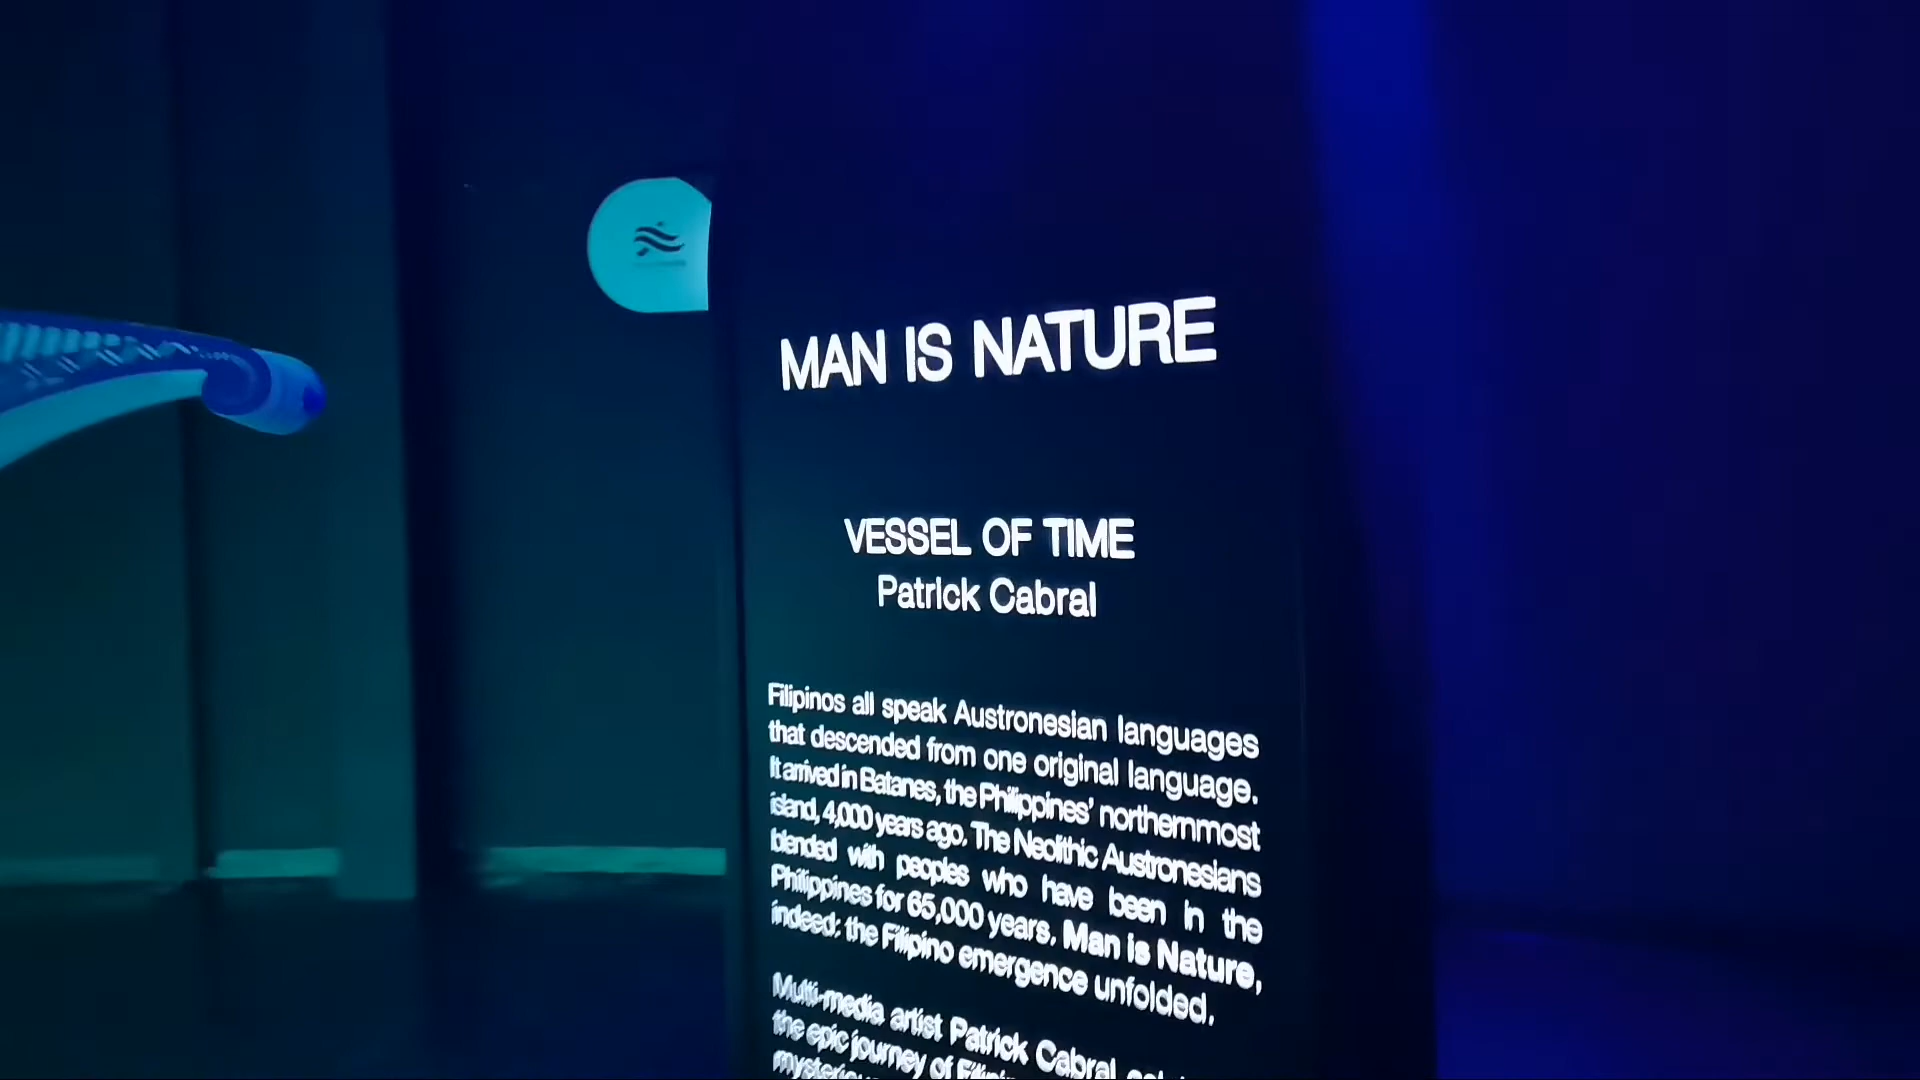 MAN IS NATURE
VESSEL OF TIME
Patrick Cabral
Filipinos all speak Austronesian languages
that descended from one original language.
It arrived in Batanes, the Philippines' northernmost
island, 4,000 years ago. The Neolithic Austronesians
blended with peoples who have been in the
Philippines for 65,000 years. Man is Nature,
indeed: the Filipino emergence unfolded.
Multi-media artist Patrick Cabral
the epic journey of